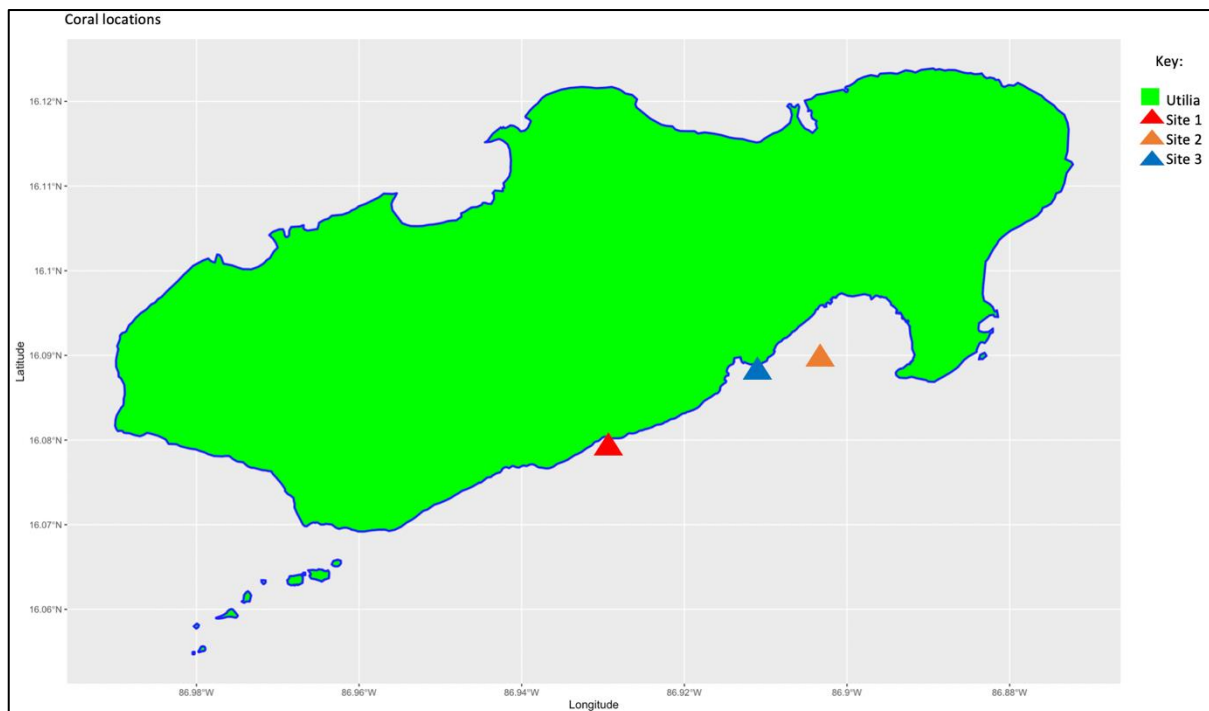 Coral locations
Key:
Utilia
Site 1
Site 2
Site 3
16.12°N
16.11°N
16.1°N
16.09°N
16.08°N
16.07°N
16.06°N
Latitude
86.98°W 86.96°W 86.94°W 86.92°W 86.9°W 86.88°W
Longitude